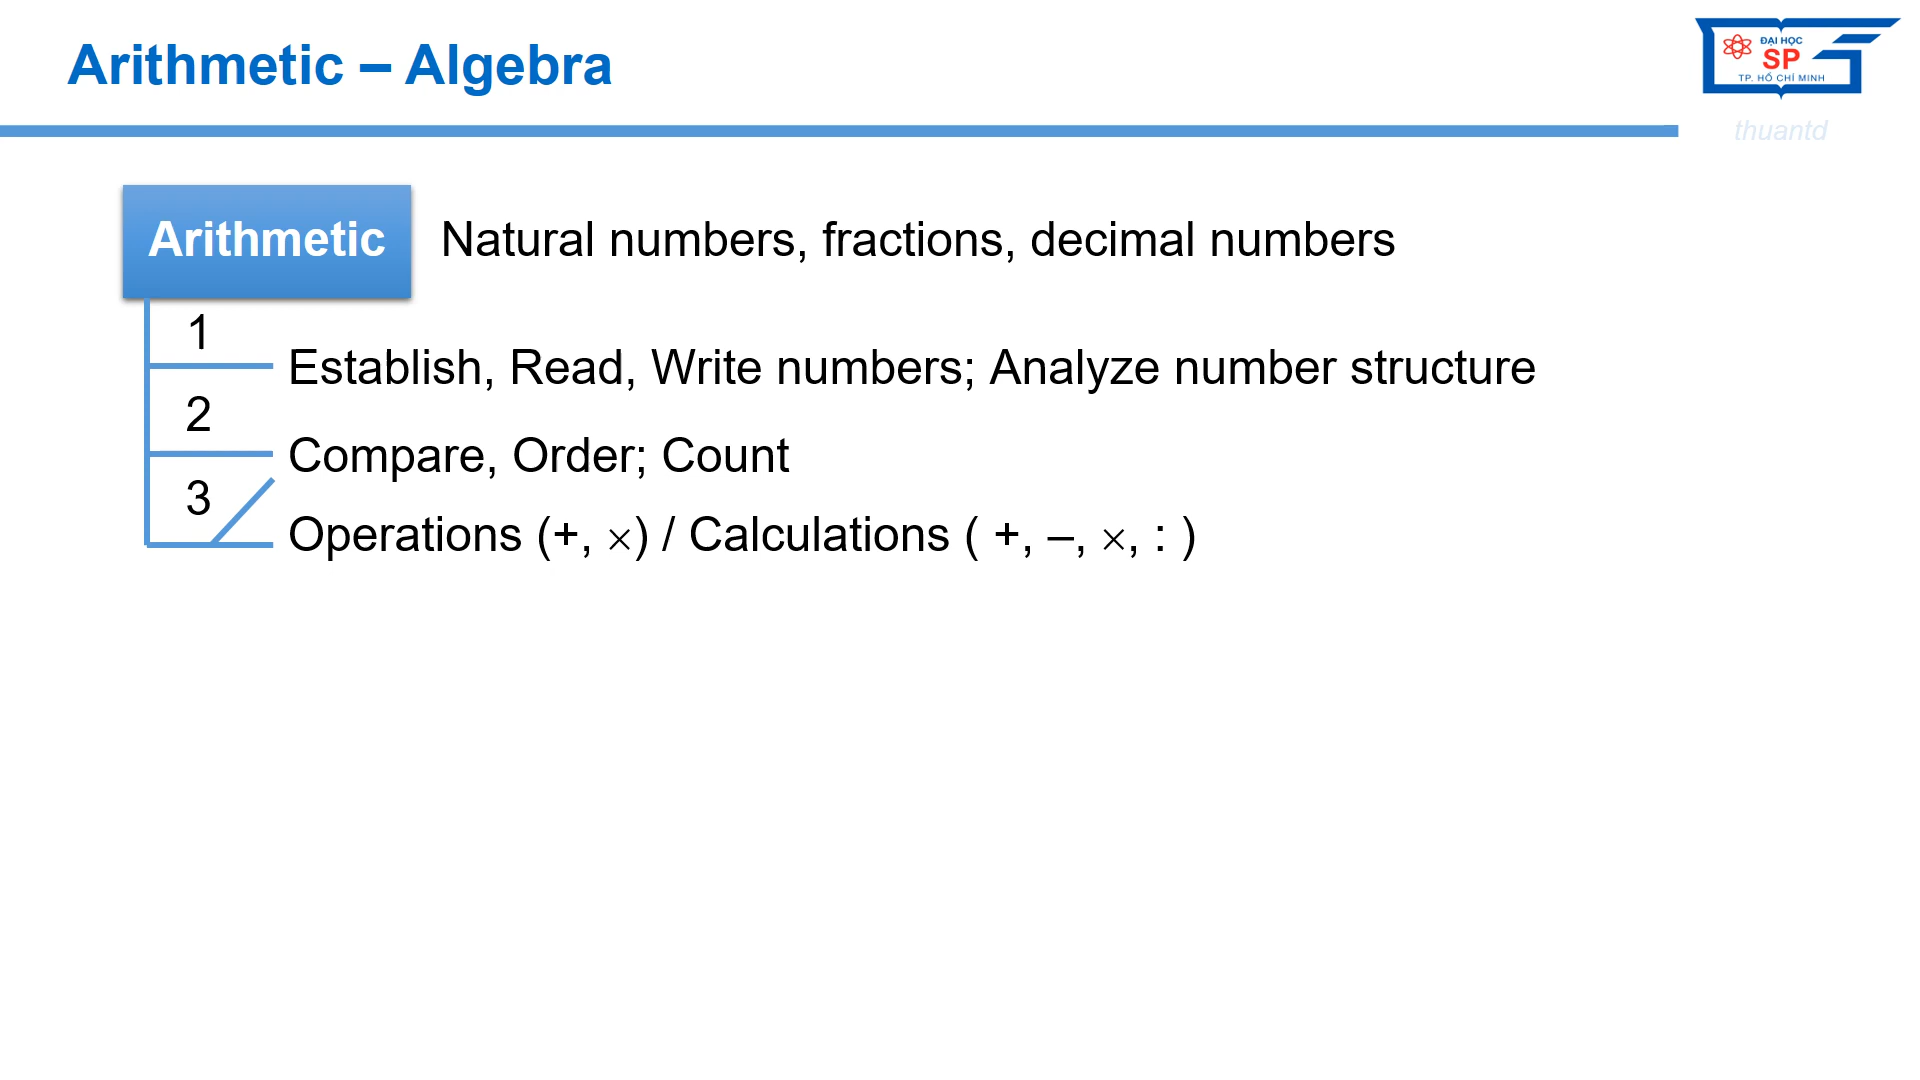 Arithmetic – Algebra
ĐẠI HỌC
SP
TP. HỒ CHÍ MINH
thuantd
Arithmetic
Natural numbers, fractions, decimal numbers
1
Establish, Read, Write numbers; Analyze number structure
2
Compare, Order; Count
3
Operations (+, ×) / Calculations ( +, –, ×, : )